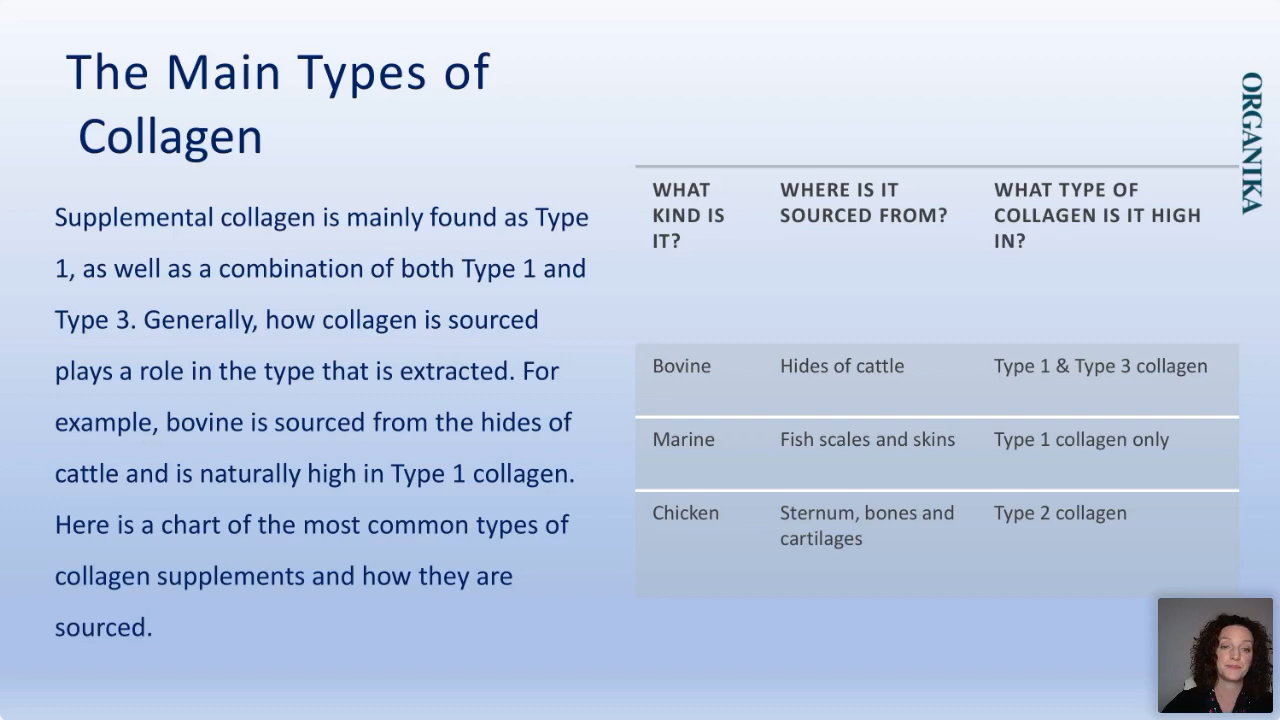 The Main Types of
Collagen
Supplemental collagen is mainly found as Type
1, as well as a combination of both Type 1 and
Type 3. Generally, how collagen is sourced
plays a role in the type that is extracted. For
example, bovine is sourced from the hides of
cattle and is naturally high in Type 1 collagen.
Here is a chart of the most common types of
collagen supplements and how they are
sourced.
WHAT KIND IS IT? WHERE IS IT SOURCED FROM? WHAT TYPE OF COLLAGEN IS IT HIGH IN?
Bovine Hides of cattle Type 1 & Type 3 collagen
Marine Fish scales and skins Type 1 collagen only
Chicken Sternum, bones and cartilages Type 2 collagen
ORGANIKA